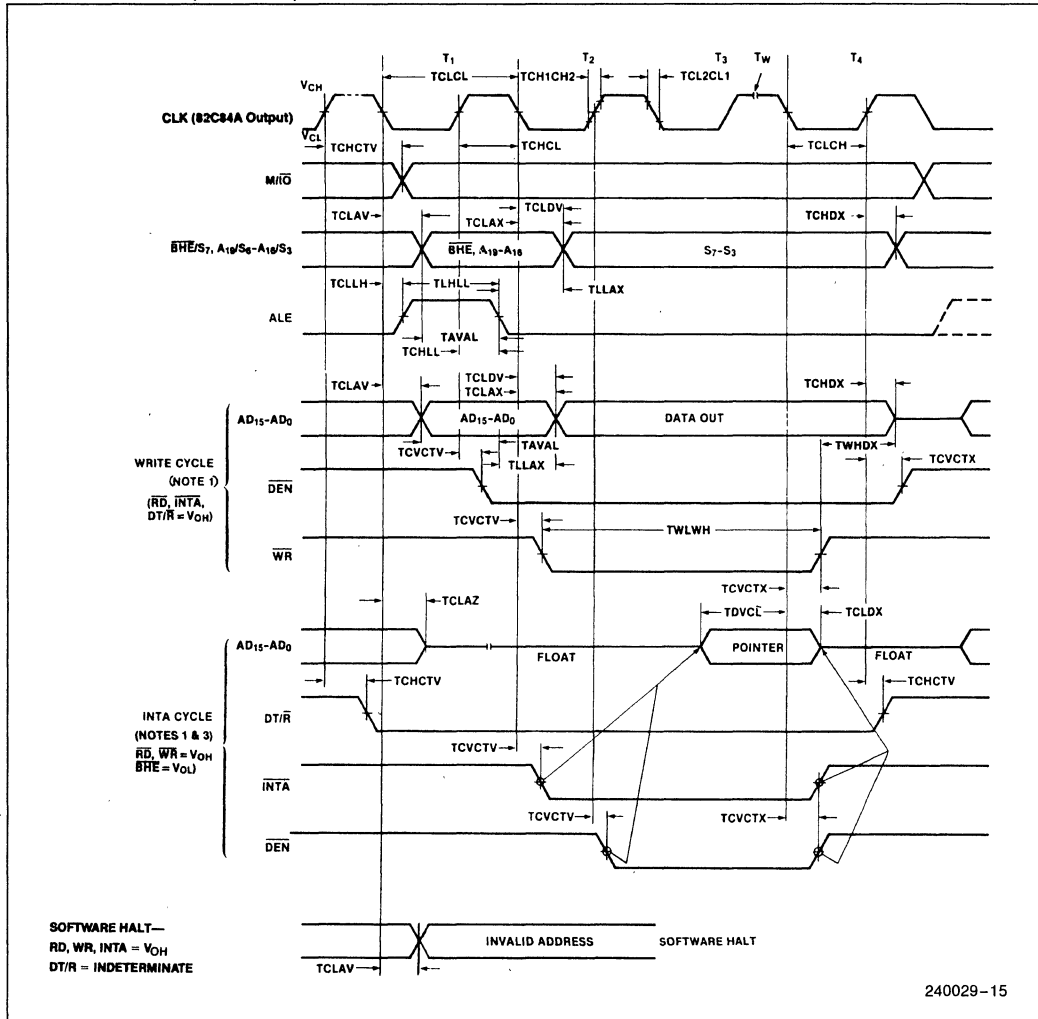 T1 T2 T3 TW T4
TCLCL TCH1CH2 TCL2CL1
VCH
CLK (82C84A Output)
VCL
TCHCTV TCHCL TCLCH
M/IO
TCLDV
TCLAV TCLAX TCHDX
BHE/S7, A19/S6-A16/S3 BHE, A19-A16 S7-S3
TCLLH TLHLL TLLAX
ALE
TAVAL
TCHLL
TCLDV
TCLAV TCLAX TCHDX
AD15-AD0 AD15-AD0 DATA OUT
TAVAL TWHDX
TCVCTV TCVCTX
TLLAX
WRITE CYCLE
(NOTE 1)
(RD, INTA,
DT/R = VOH)
DEN
TCVCTV TWLWH
WR
TCVCTX
TCLAZ TDVCL TCLDX
AD15-AD0 FLOAT POINTER FLOAT
TCHCTV TCHCTV
INTA CYCLE
(NOTES 1 & 3)
RD, WR = VOH
BHE = VOL)
DT/R
TCVCTV
INTA
TCVCTV TCVCTX
DEN
SOFTWARE HALT—
RD, WR, INTA = VOH
DT/R = INDETERMINATE
INVALID ADDRESS SOFTWARE HALT
TCLAV
240029-15